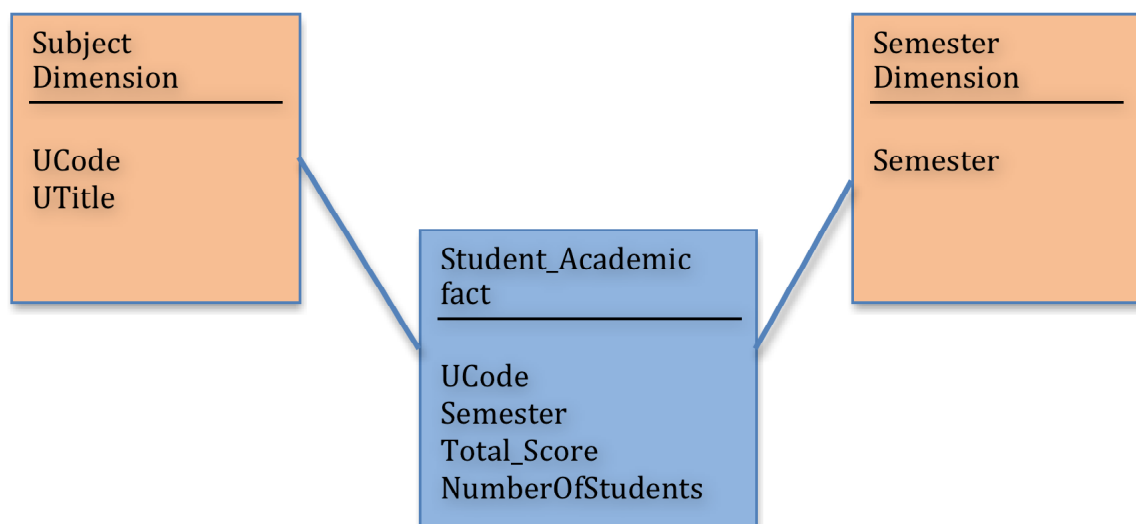 Subject
Dimension
UCode
UTitle
Semester
Dimension
Semester
Student_Academic
fact
UCode
Semester
Total_Score
NumberOfStudents